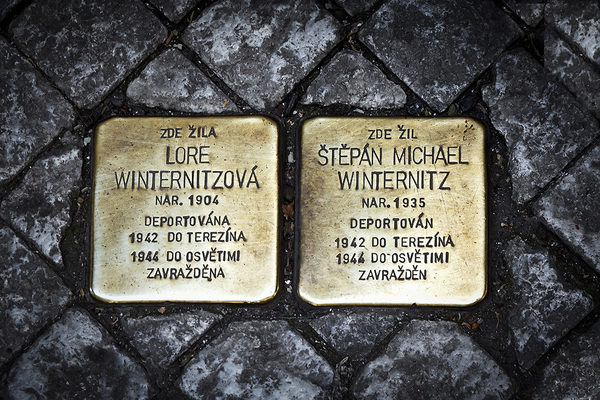 ZDE ŽILA
LORE
WINTERNITZOVÁ
NAR. 1904
DEPORTOVÁNA
1942 DO TEREZÍNA
1944 DO OSVĚTIMI
ZAVRAŽDĚNA
ZDE ŽIL
ŠTĚPÁN MICHAEL
WINTERNITZ
NAR. 1935
DEPORTOVÁN
1942 DO TEREZÍNA
1944 DO OSVĚTIMI
ZAVRAŽDĚN